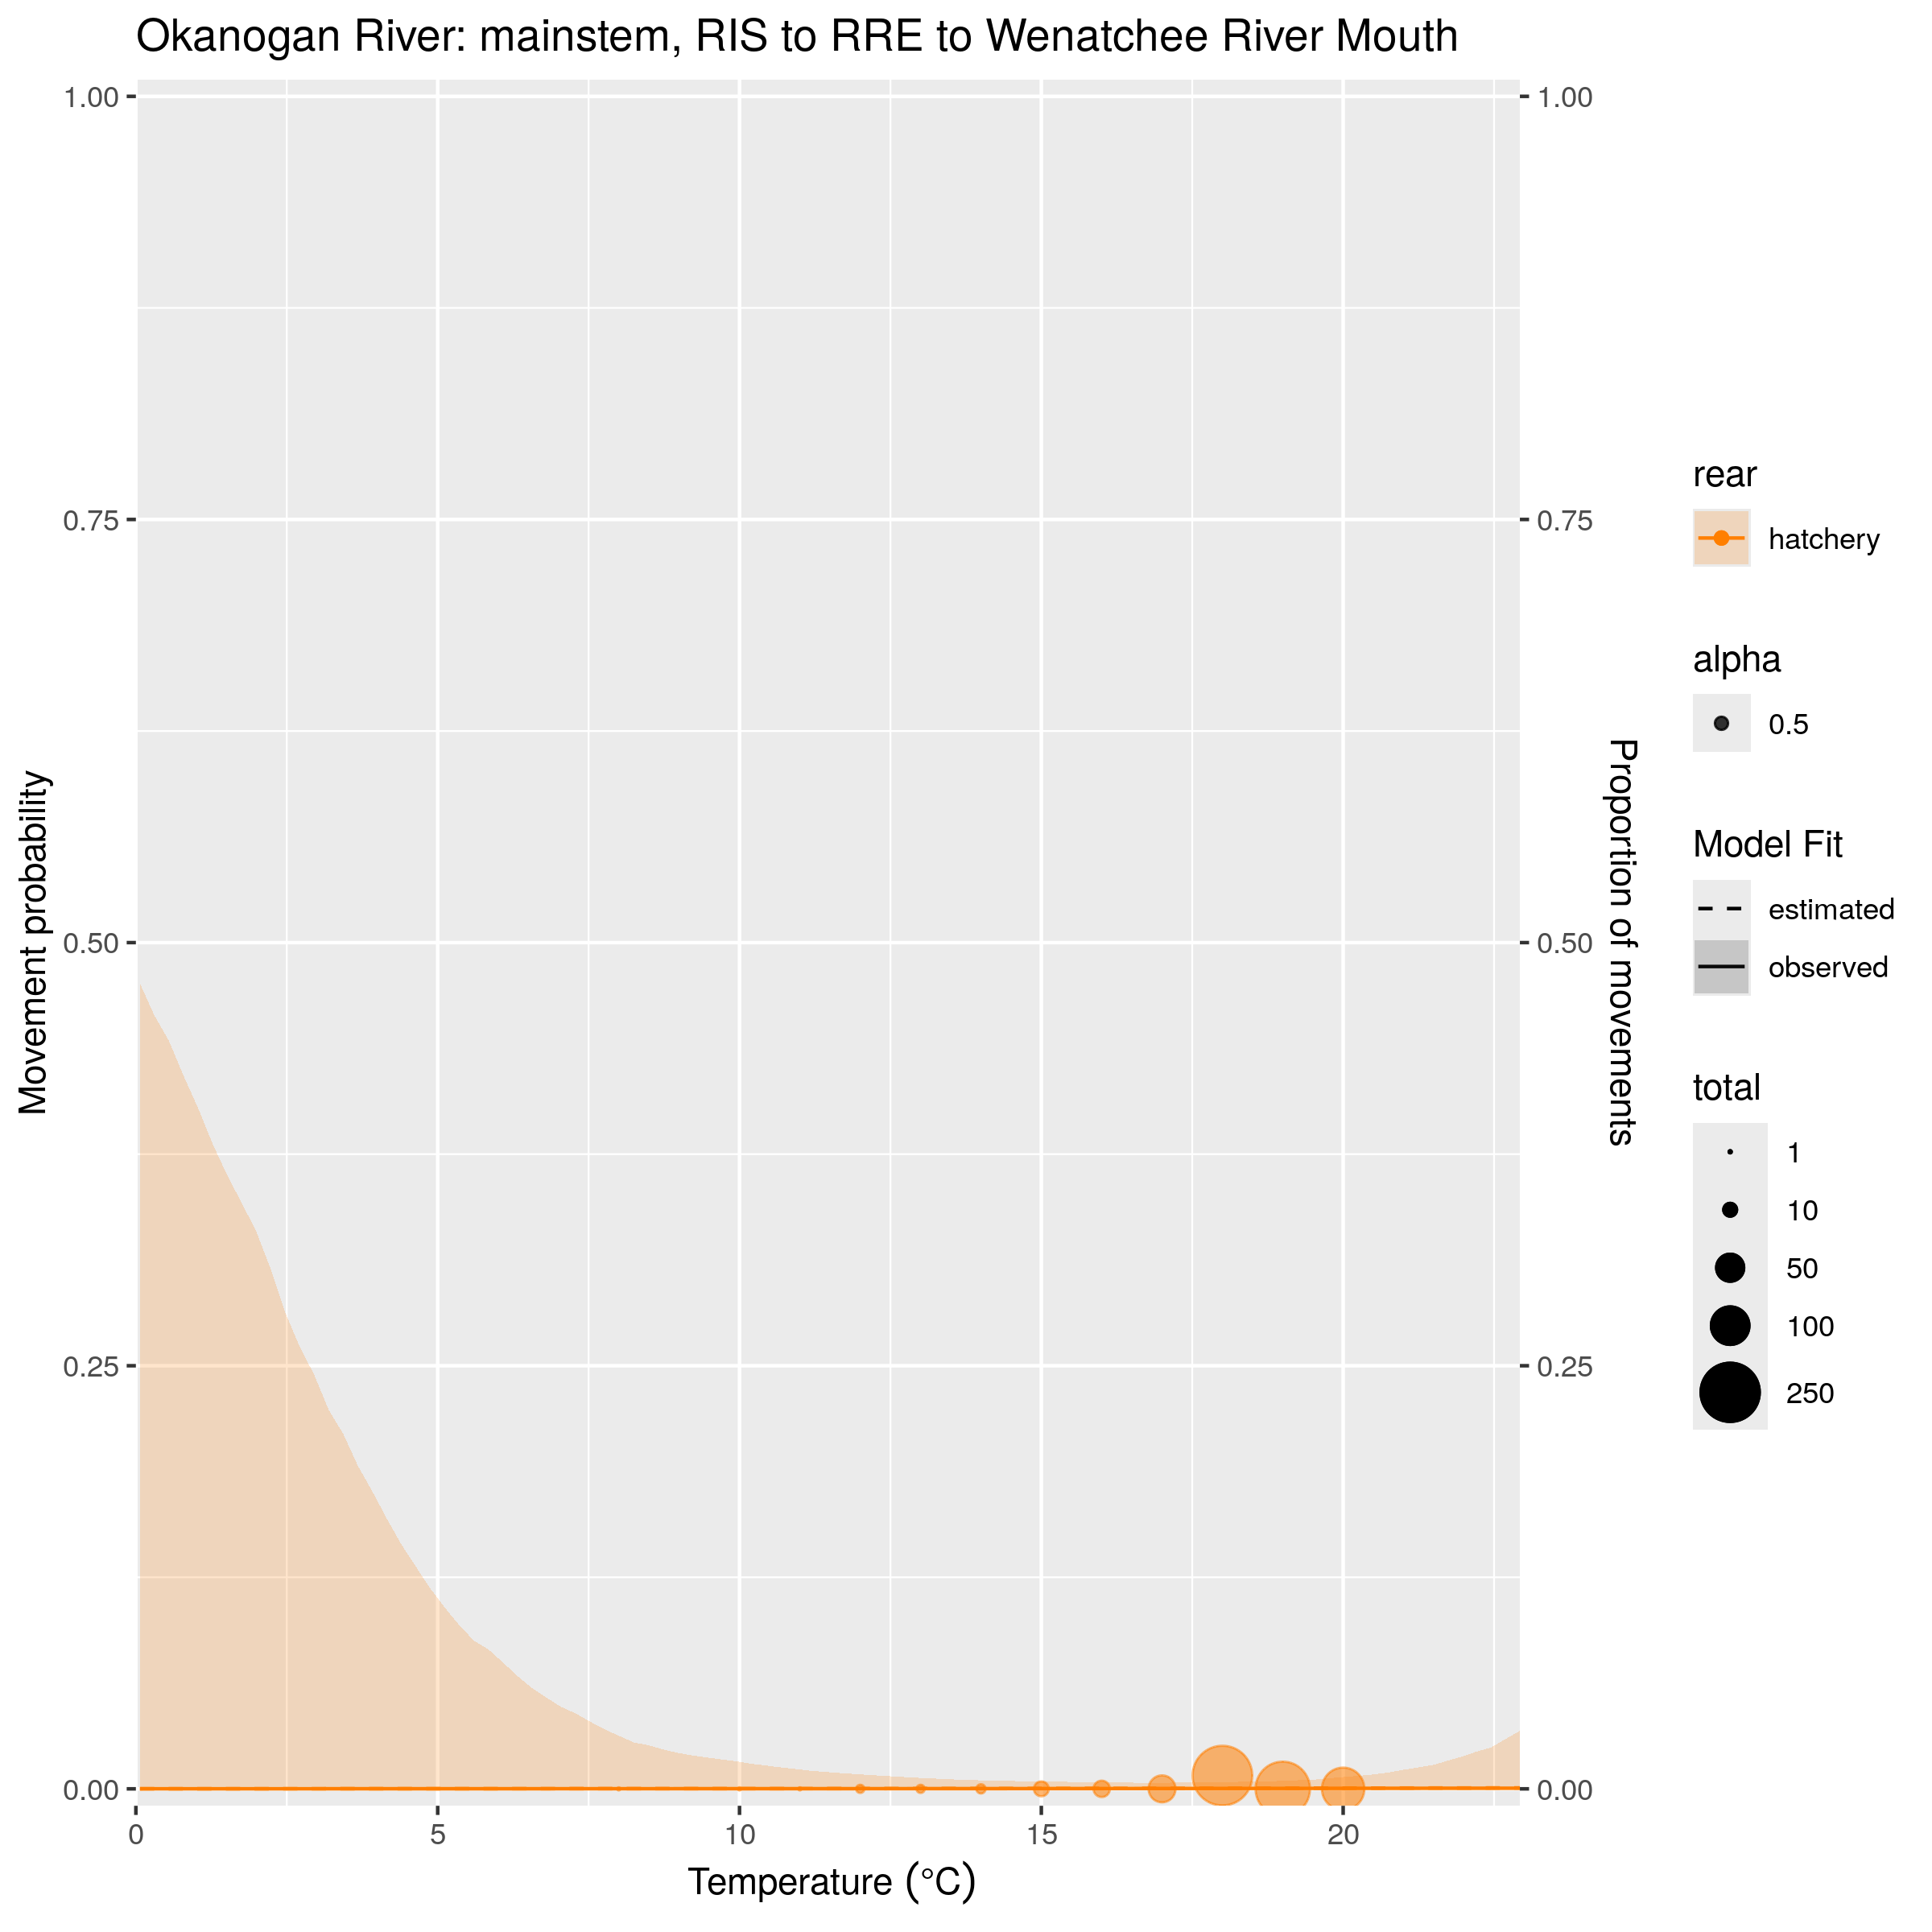 Okanogan River: mainstem, RIS to RRE to Wenatchee River Mouth
Movement probability
1.00
0.75
0.50
0.25
0.00
0
5
10
15
20
Temperature (°C)
1.00
0.75
0.50
0.25
0.00
Proportion of movements
rear
hatchery
alpha
0.5
Model Fit
estimated
observed
total
1
10
50
100
250